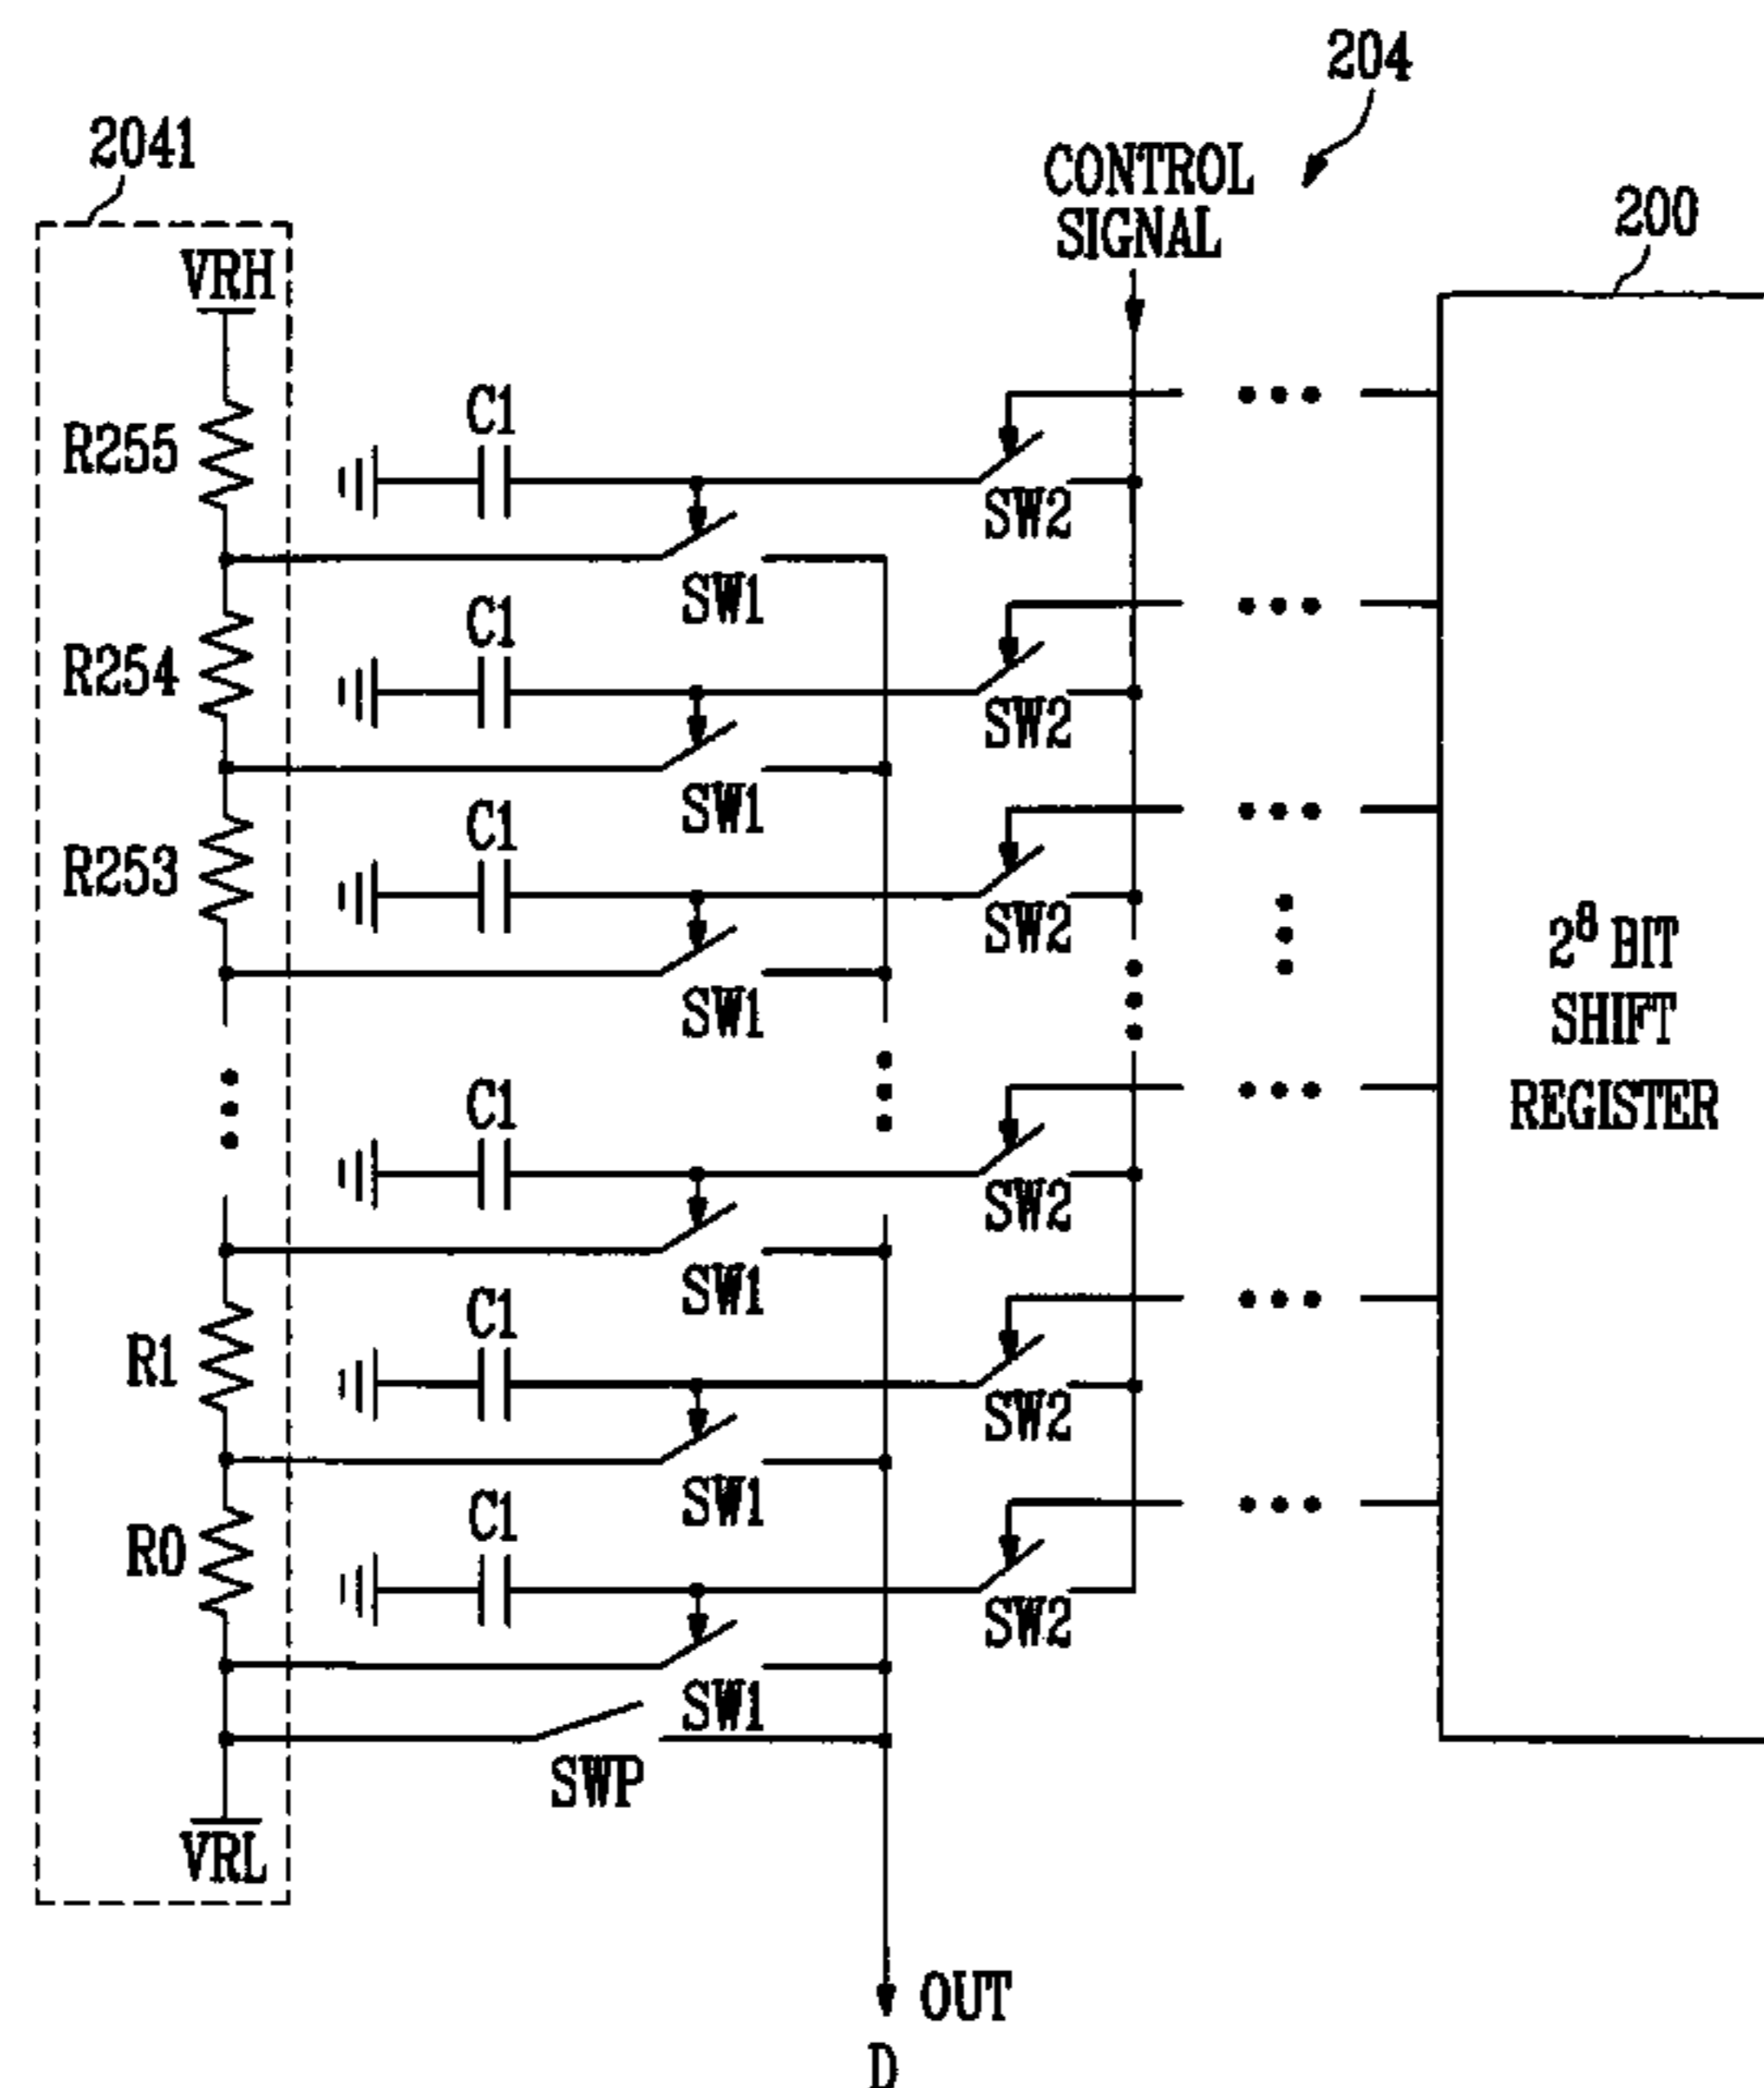 204
2041
CONTROL
SIGNAL
200
VRH
C1
R255
SW2
SW1
C1
R254
SW2
SW1
C1
R253
SW2
SW1
2⁸ BIT
SHIFT
REGISTER
C1
SW2
SW1
C1
R1
SW2
SW1
C1
R0
SW2
SW1
SWP
VRL
OUT
D